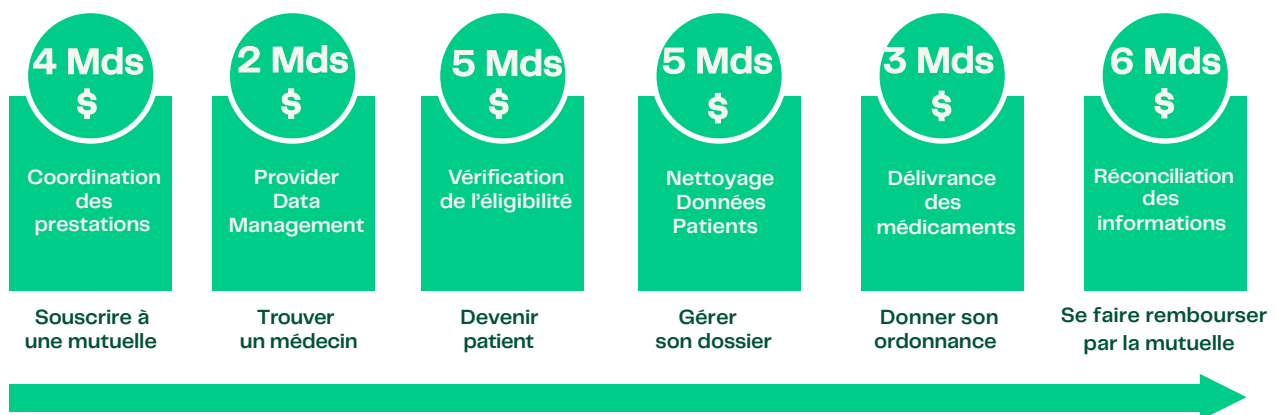 4 Mds
$
2 Mds
$
5 Mds
$
5 Mds
$
3 Mds
$
6 Mds
$
Coordination
des
prestations
Provider
Data
Management
Vérification
de l'éligibilité
Nettoyage
Données
Patients
Délivrance
des
médicaments
Réconciliation
des
informations
Souscrire à
une mutuelle
Trouver
un médecin
Devenir
patient
Gérer
son dossier
Donner son
ordonnance
Se faire rembourser
par la mutuelle